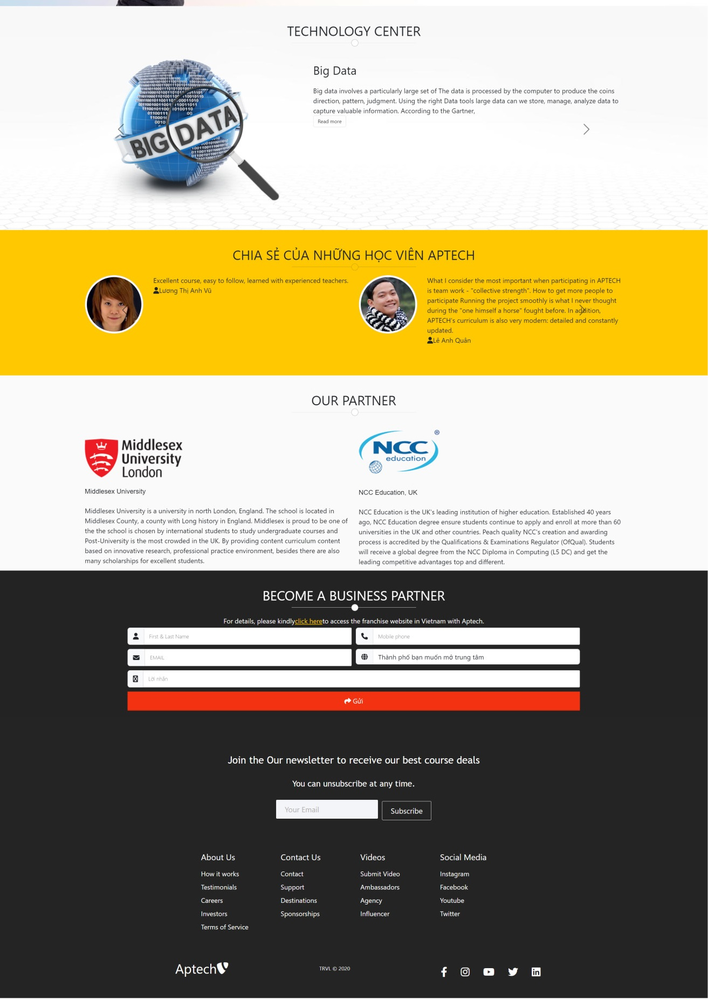 TECHNOLOGY CENTER
BIG DATA
Big Data
Big data involves a particularly large set of The data is processed by the computer to produce the coins
direction, pattern, judgment. Using the right Data tools large data can we store, manage, analyze data to
capture valuable information. According to the Gartner,
Read more
CHIA SẺ CỦA NHỮNG HỌC VIÊN APTECH
Excellent course, easy to follow, learned with experienced teachers.
Lương Thị Anh Vũ
What I consider the most important when participating in APTECH
is team work - "collective strength". How to get more people to
participate Running the project smoothly is what I never thought
during the "one himself a horse" fought before. In addition,
APTECH's curriculum is also very modern: detailed and constantly
updated.
Lê Anh Quân
OUR PARTNER
Middlesex
University
London
Middlesex University
Middlesex University is a university in north London, England. The school is located in
Middlesex County, a county with Long history in England. Middlesex is proud to be one of
the the school is chosen by international students to study undergraduate courses and
Post-University is the most crowded in the UK. By providing content curriculum content
based on innovative research, professional practice environment, besides there are also
many scholarships for excellent students.
NCC ®
education
NCC Education, UK
NCC Education is the UK's leading institution of higher education. Established 40 years
ago, NCC Education degree ensure students continue to apply and enroll at more than 60
universities in the UK and other countries. Peach quality NCC's creation and awarding
process is accredited by the Qualifications & Examinations Regulator (OfQual). Students
will receive a global degree from the NCC Diploma in Computing (L5 DC) and get the
leading competitive advantages top and different.
BECOME A BUSINESS PARTNER
For details, please kindlyclick hereto access the franchise website in Vietnam with Aptech.
First & Last Name
Mobile phone
EMAIL
Thành phố bạn muốn mở trung tâm
Lời nhắn
Gửi
Join the Our newsletter to receive our best course deals
You can unsubscribe at any time.
Your Email
Subscribe
About Us
How it works
Testimonials
Careers
Investors
Terms of Service
Contact Us
Contact
Support
Destinations
Sponsorships
Videos
Submit Video
Ambassadors
Agency
Influencer
Social Media
Instagram
Facebook
Youtube
Twitter
Aptech
TRVL © 2020